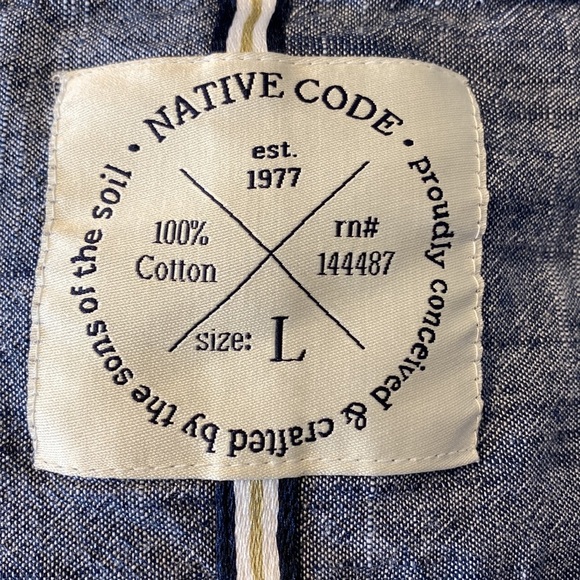 • NATIVE CODE •
proudly conceived & crafted by the sons of the soil
est.
1977
100%
Cotton
rn#
144487
size: L